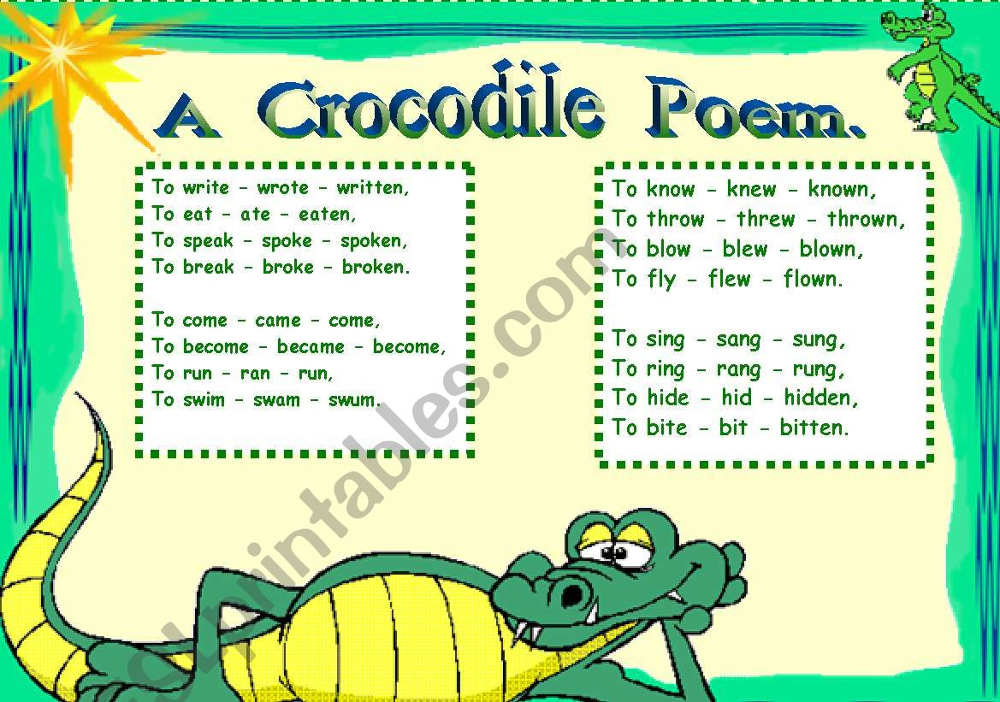 A Crocodile Poem.
To write – wrote – written,
To eat – ate – eaten,
To speak – spoke – spoken,
To break – broke – broken.
To come – came – come,
To become – became – become,
To run – ran – run,
To swim – swam – swum.
To know – knew – known,
To throw – threw – thrown,
To blow – blew – blown,
To fly – flew – flown.
To sing – sang – sung,
To ring – rang – rung,
To hide – hid – hidden,
To bite – bit – bitten.
eslprintables.com